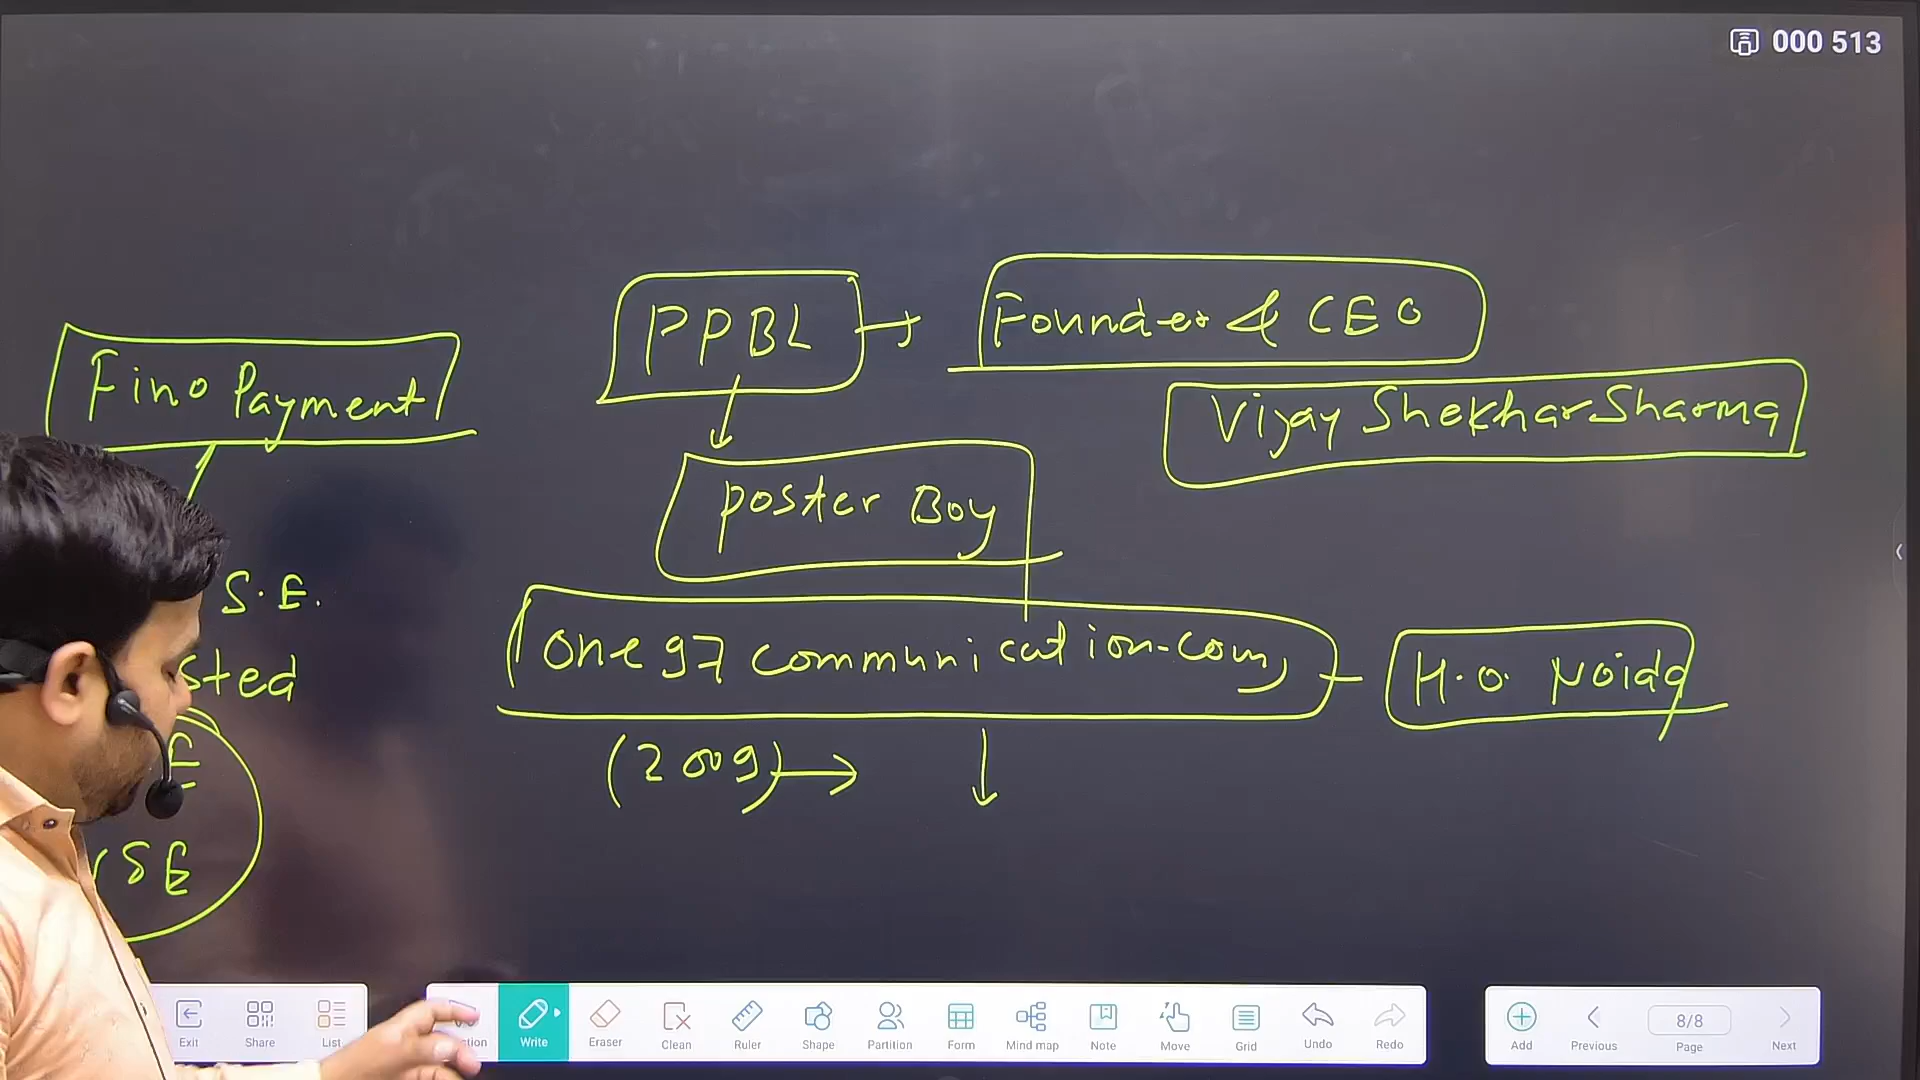 000 513
PPBL → Founder & CEO
Vijay Shekhar Sharma
Fino Payment
Poster Boy
S.E.
sted
One 97 communication-com, - H.O. Noida
(2009) →
SE
Exit Share List Write Eraser Clean Ruler Shape Partition Form Mind map Note Move Grid Undo Redo Add Previous 8/8 Page Next